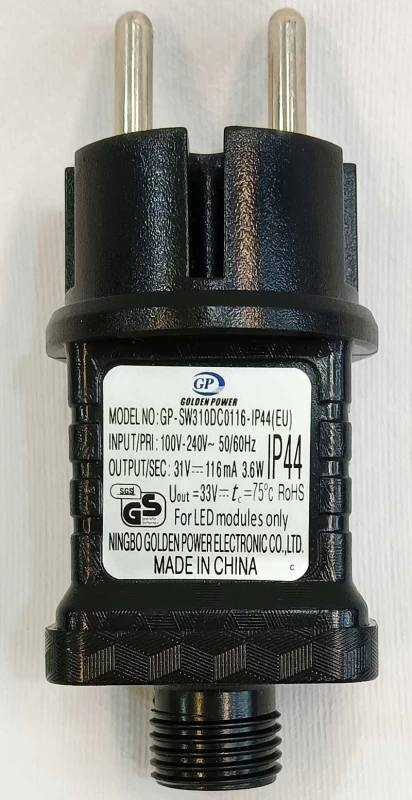 GP
GOLDEN POWER
MODEL NO: GP-SW310DC0116-IP44(EU)
INPUT/PRI: 100V-240V~ 50/60Hz
OUTPUT/SEC: 31V⎓116mA 3.6W
IP44
SGS
GS
Uout=33V⎓ tc=75°C RoHS
For LED modules only
NINGBO GOLDEN POWER ELECTRONIC CO.,LTD.
MADE IN CHINA
C